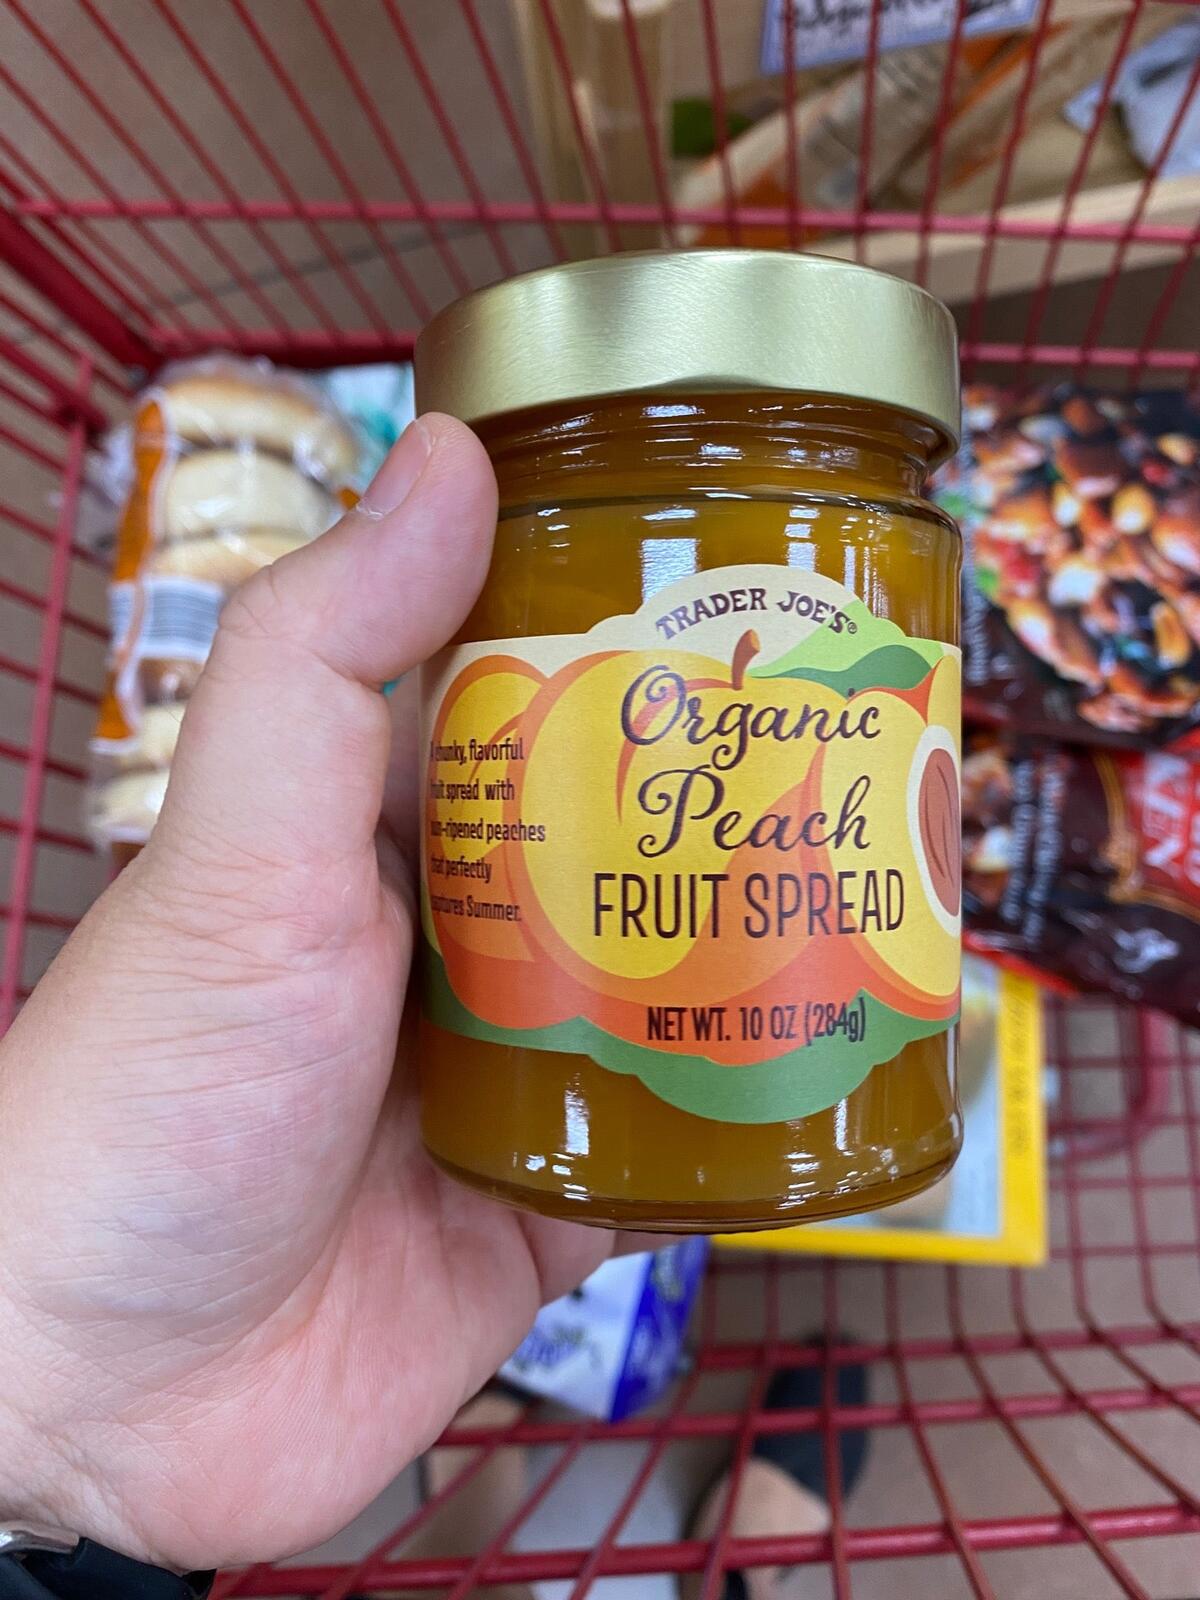 TRADER JOE'S®
Organic
Peach
FRUIT SPREAD
NET WT. 10 OZ (284g)
A chunky, flavorful
fruit spread with
sun-ripened peaches
that perfectly
captures Summer.